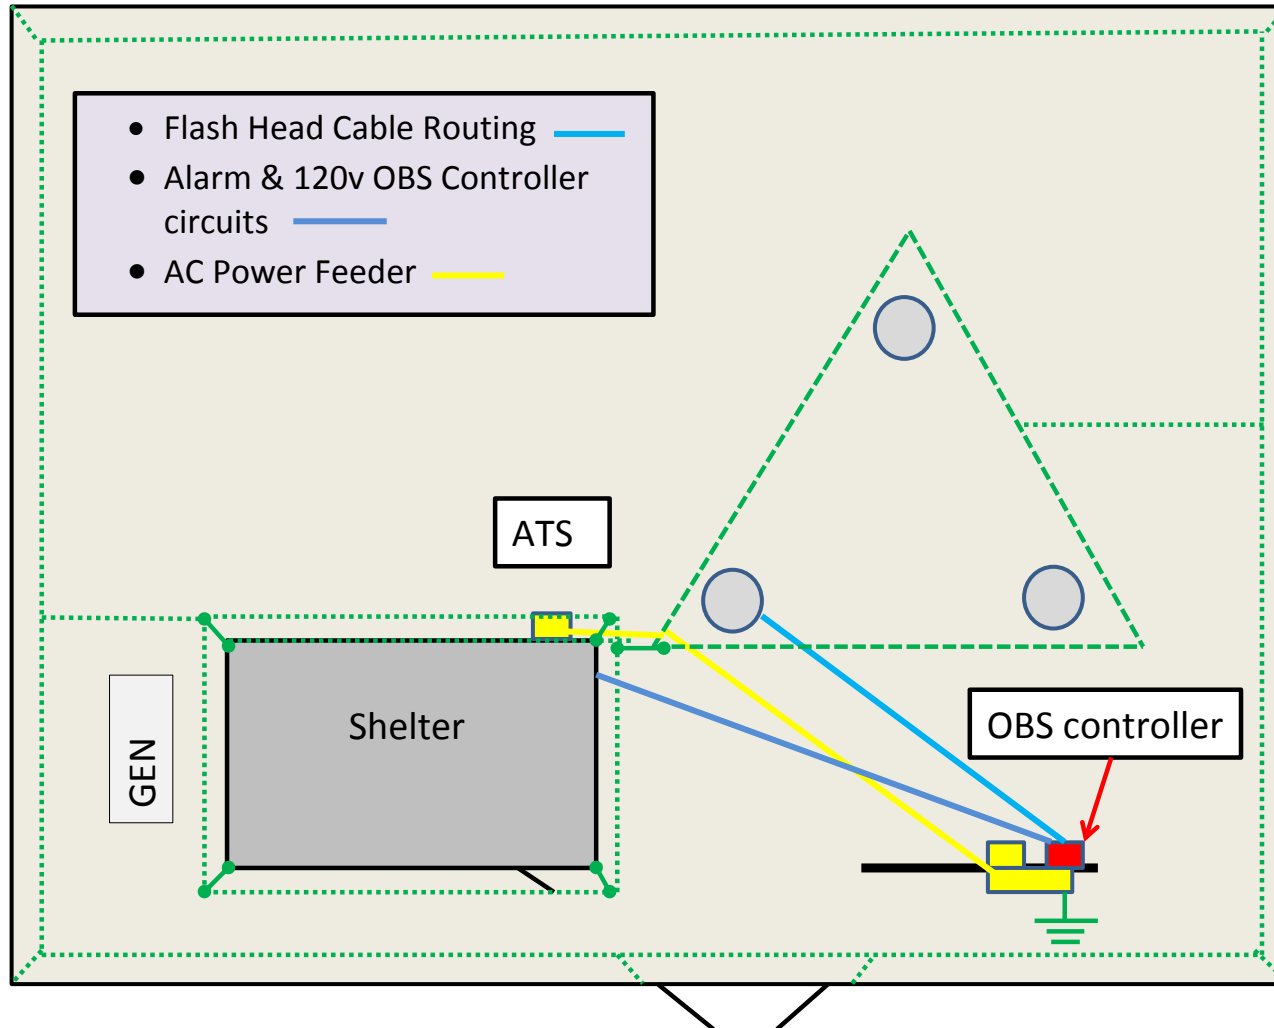 • Flash Head Cable Routing
• Alarm & 120v OBS Controller
circuits
• AC Power Feeder
ATS
Shelter
GEN
OBS controller